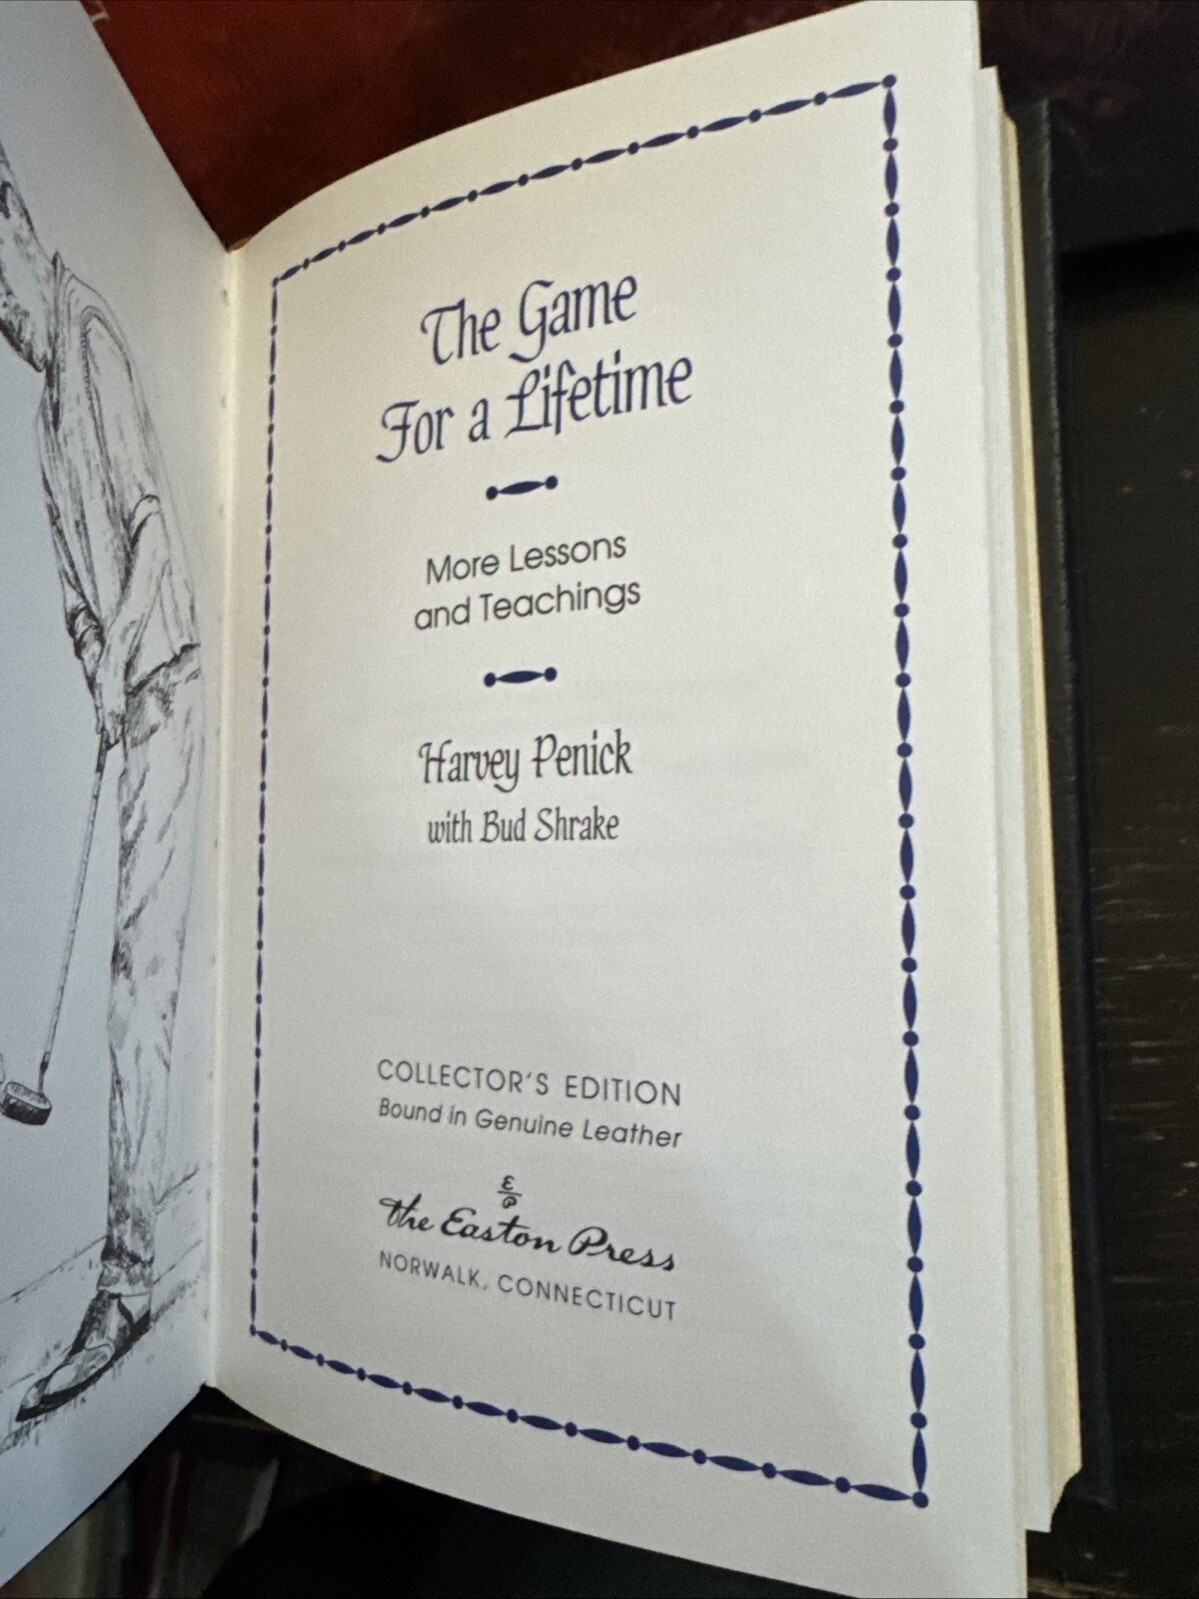 The Game
For a Lifetime
More Lessons
and Teachings
Harvey Penick
with Bud Shrake
COLLECTOR'S EDITION
Bound in Genuine Leather
E
P
the Easton Press
NORWALK, CONNECTICUT